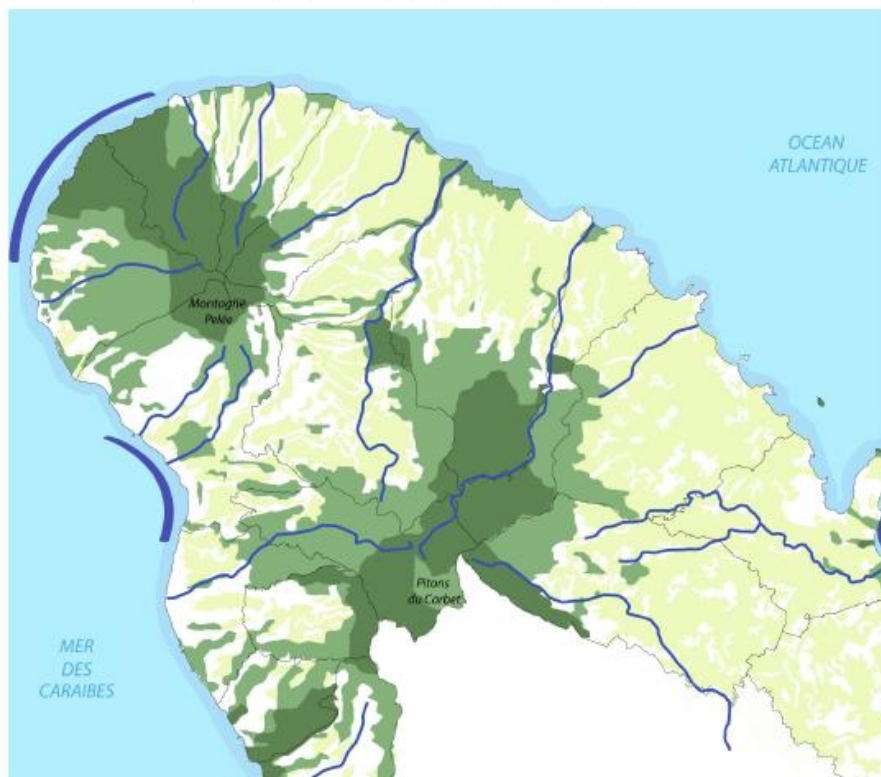 OCEAN
ATLANTIQUE
Montagne
Pelée
Pitons
du Carbet
MER
DES
CARAIBES